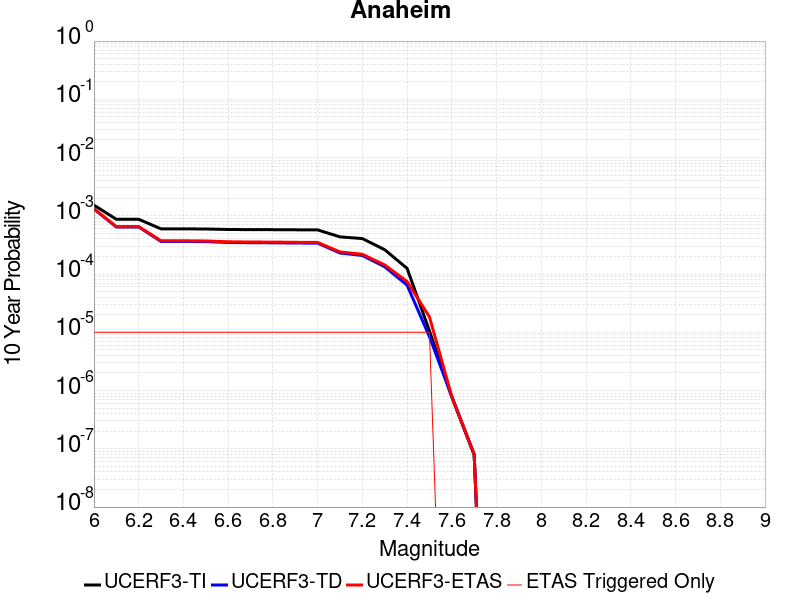 Anaheim
10 Year Probability
10^0
10^-1
10^-2
10^-3
10^-4
10^-5
10^-6
10^-7
10^-8
6 6.2 6.4 6.6 6.8 7 7.2 7.4 7.6 7.8 8 8.2 8.4 8.6 8.8 9
Magnitude
UCERF3-TI UCERF3-TD UCERF3-ETAS ETAS Triggered Only